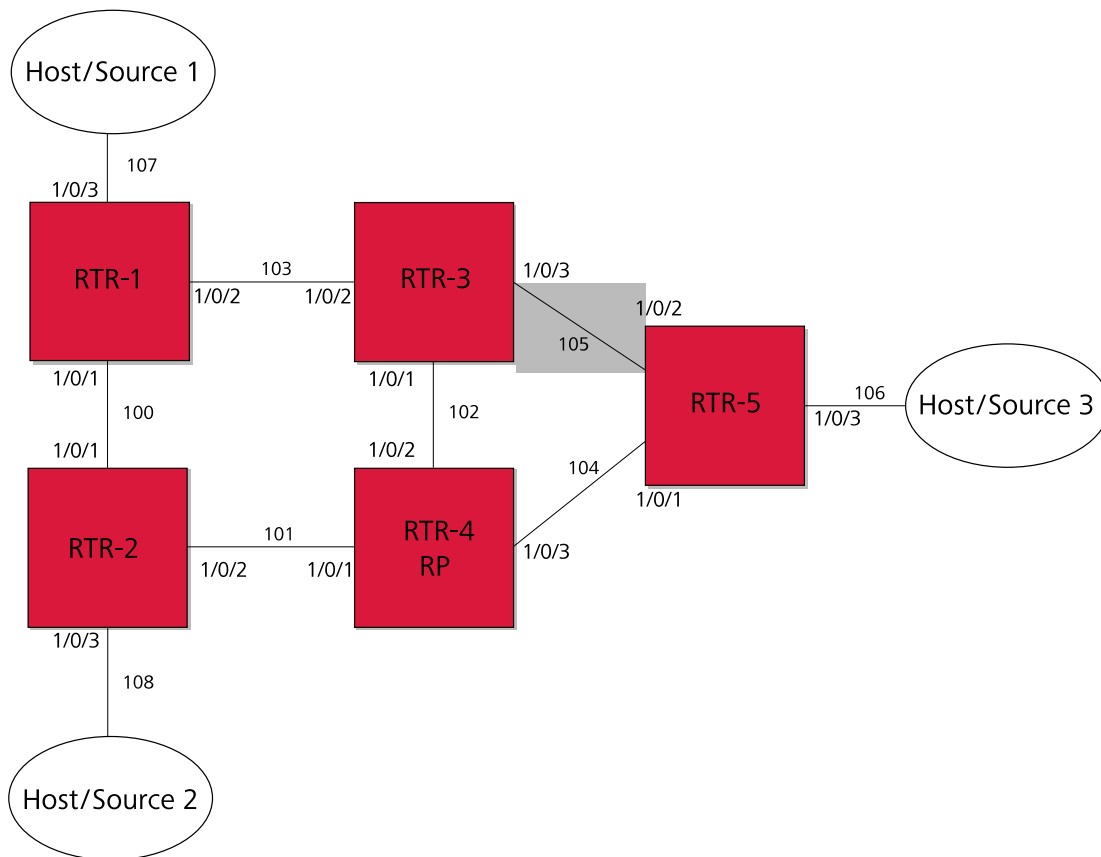 Host/Source 1
107
1/0/3
RTR-1
103
1/0/2
1/0/2
RTR-3
1/0/3
1/0/2
105
1/0/1
1/0/1
100
102
RTR-5
106
1/0/3
Host/Source 3
1/0/1
1/0/2
104
1/0/1
RTR-2
101
1/0/2
1/0/1
RTR-4
RP
1/0/3
1/0/3
108
Host/Source 2